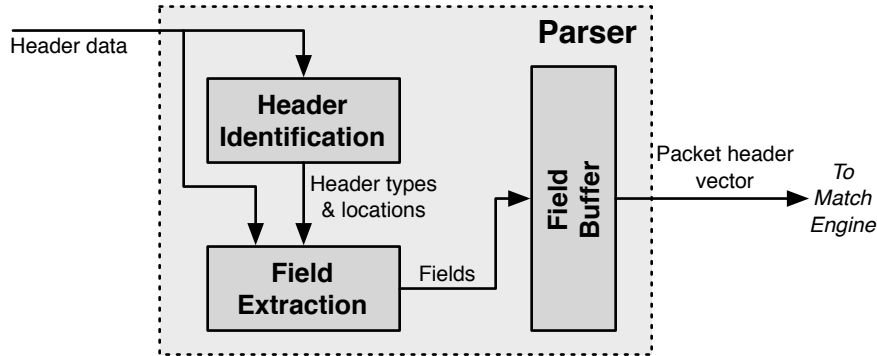 Parser
Header data
Header
Identification
Header types
& locations
Field
Extraction
Fields
Field
Buffer
Packet header
vector
To
Match
Engine